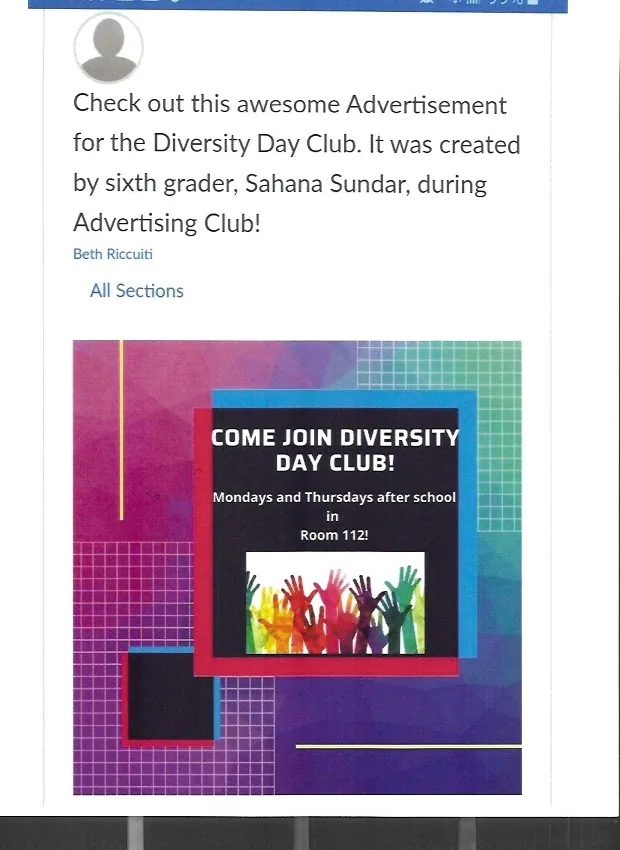 Check out this awesome Advertisement
for the Diversity Day Club. It was created
by sixth grader, Sahana Sundar, during
Advertising Club!
Beth Riccuiti
All Sections
COME JOIN DIVERSITY
DAY CLUB!
Mondays and Thursdays after school
in
Room 112!